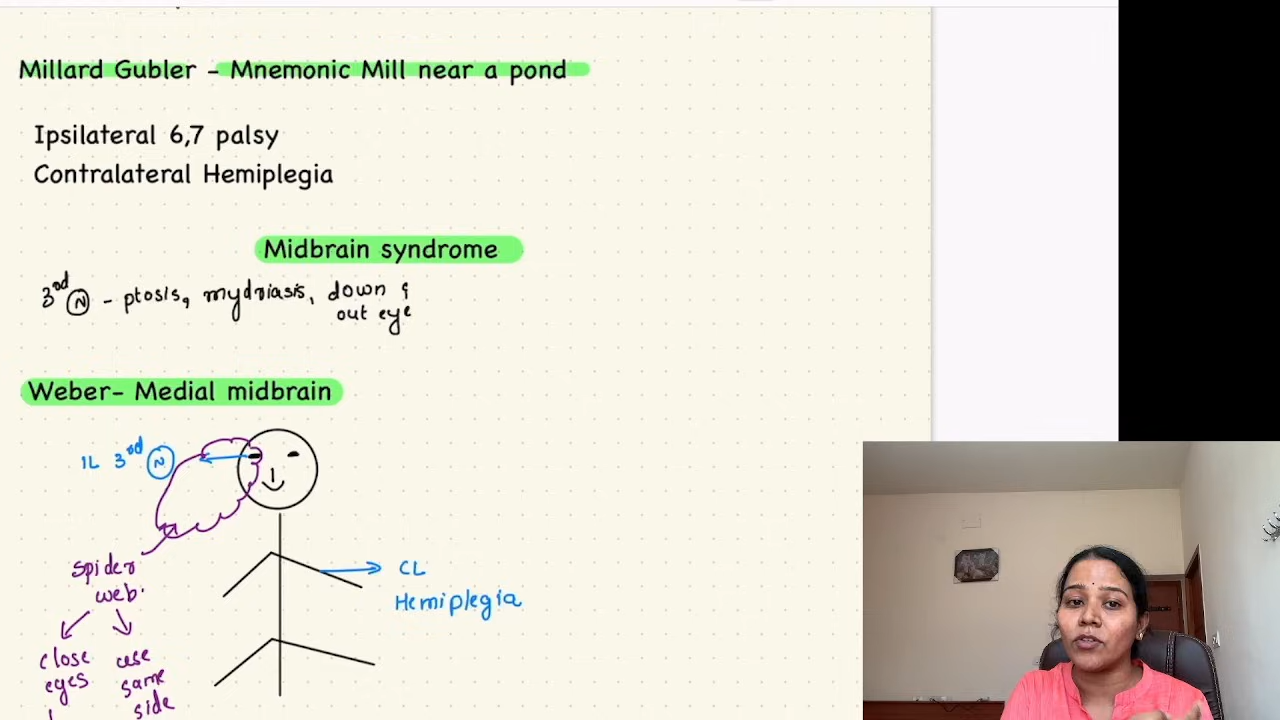 Millard Gubler - Mnemonic Mill near a pond
Ipsilateral 6,7 palsy
Contralateral Hemiplegia
Midbrain syndrome
3rd N - ptosis, mydriasis, down &
out eye
Weber- Medial midbrain
IL 3rd N
CL
Hemiplegia
spider
web.
close
eyes
use
same
side